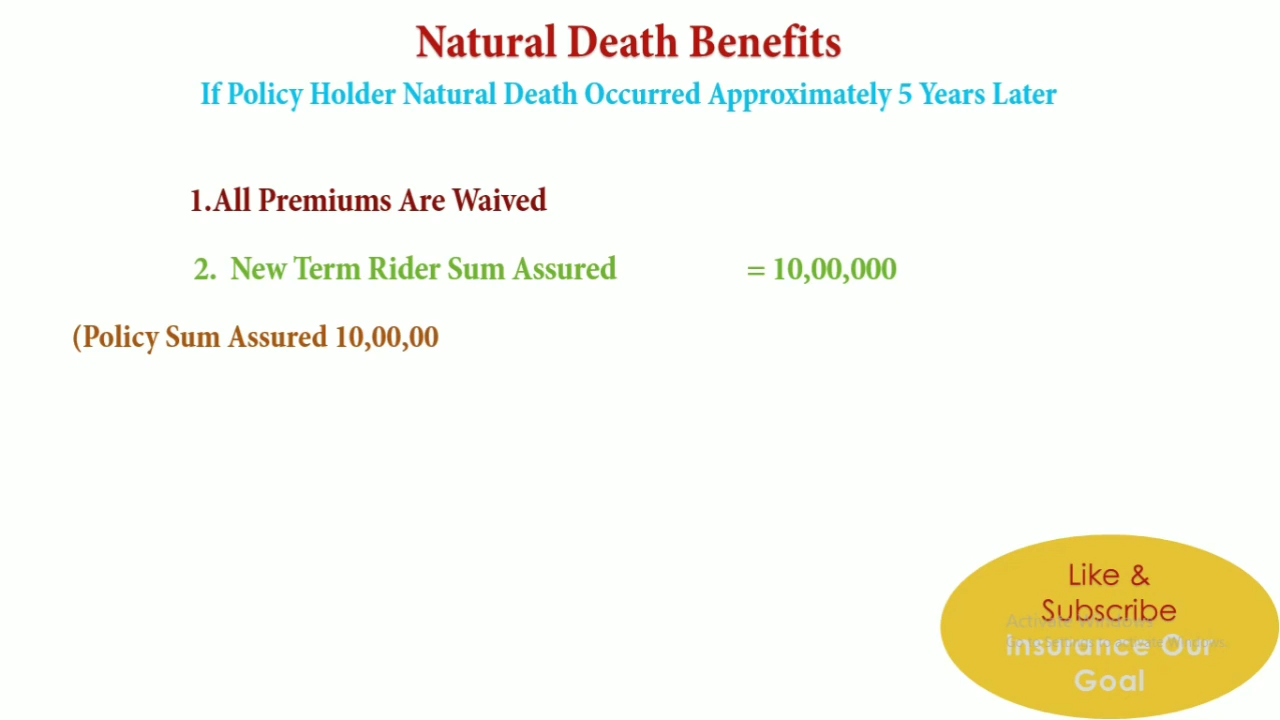 Natural Death Benefits
If Policy Holder Natural Death Occurred Approximately 5 Years Later
1.All Premiums Are Waived
2. New Term Rider Sum Assured = 10,00,000
(Policy Sum Assured 10,00,00
Like &
Subscribe
Activate Windows
Insurance Our
Goal